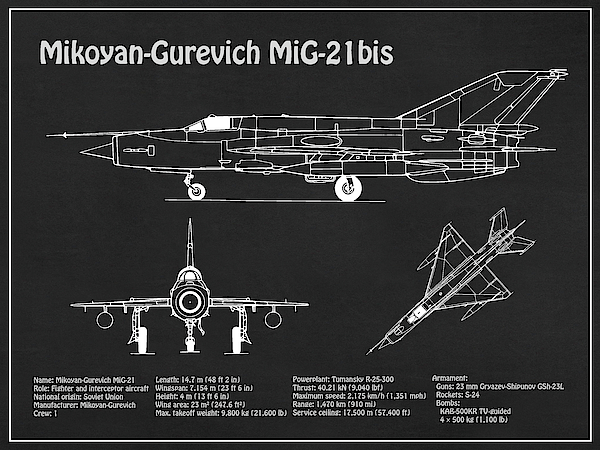 Mikoyan-Gurevich MiG-21bis
Name: Mikoyan-Gurevich MiG-21
Role: Fighter and interceptor aircraft
National origin: Soviet Union
Manufacturer: Mikoyan-Gurevich
Crew: 1
Length: 14.7 m (48 ft 2 in)
Wingspan: 7.154 m (23 ft 6 in)
Height: 4 m (13 ft 6 in)
Wing area: 23 m² (247.6 ft²)
Max. takeoff weight: 9,800 kg (21.600 lb)
Powerplant: Tumansky R-25-300
Thrust: 40.21 kN (9,040 lbf)
Maximum speed: 2,175 km/h (1,351 mph)
Range: 1,470 km (910 mi)
Service ceiling: 17,500 m (57,400 ft)
Armament:
Guns: 23 mm Gryazev-Shipunov GSh-23L
Rockets: S-24
Bombs:
KAB-500KR TV-guided
4 × 500 kg (1,100 lb)